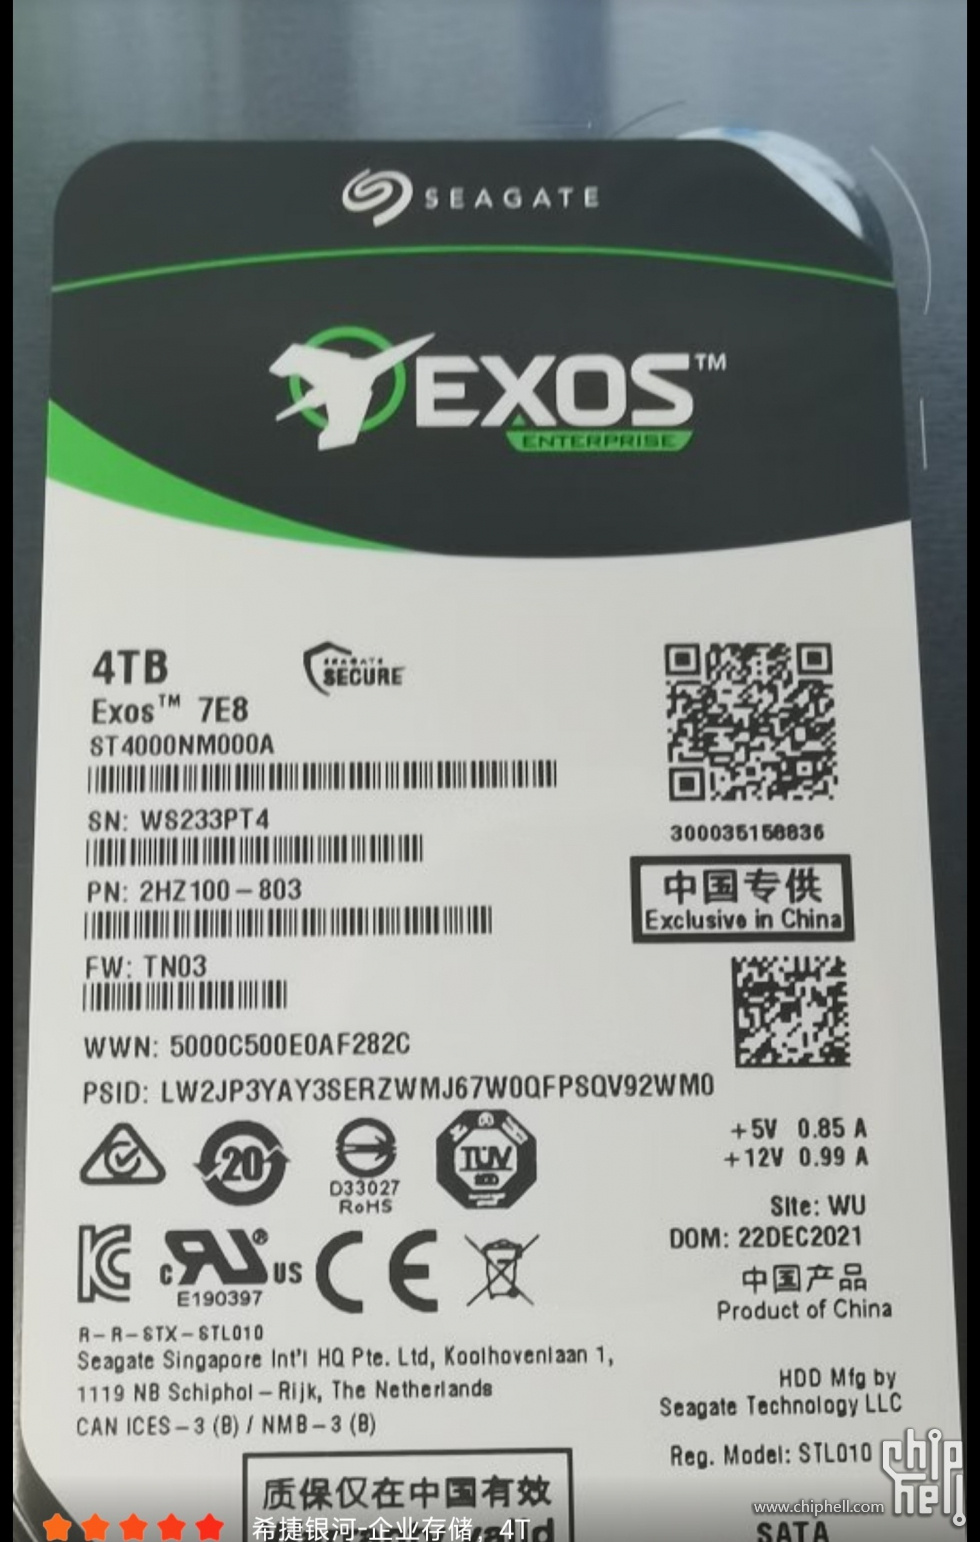 SEAGATE
EXOS™
ENTERPRISE
4TB
SEAGATE
SECURE
Exos™ 7E8
ST4000NM000A
SN: WS233PT4
300035158836
PN: 2HZ100-803
中国专供
Exclusive in China
FW: TN03
WWN: 5000C500E0AF282C
PSID: LW2JP3YAY3SERZWMJ67W0QFPSQV92WM0
+5V 0.85 A
+12V 0.99 A
20
D33027
RoHS
TÜV
Site: WU
DOM: 22DEC2021
中国产品
Product of China
c RU ® US
E190397
CE
R-R-STX-STL010
Seagate Singapore Int'l HQ Pte. Ltd, Koolhovenlaan 1,
1119 NB Schiphol-Rijk, The Netherlands
CAN ICES-3 (B) / NMB-3 (B)
HDD Mfg by
Seagate Technology LLC
Reg. Model: STL010
质保仅在中国有效
chip
hell
www.chiphell.com
希捷银河-企业存储，4T
SATA